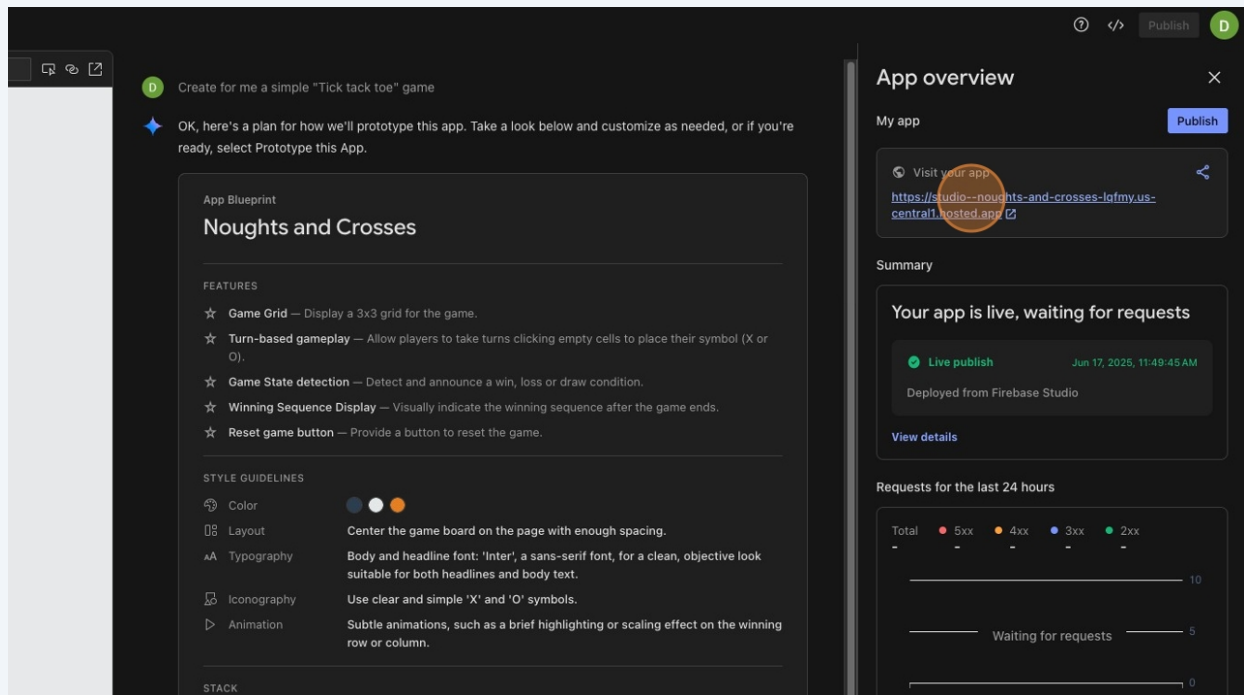 Publish
D
D
Create for me a simple "Tick tack toe" game
OK, here's a plan for how we'll prototype this app. Take a look below and customize as needed, or if you're
ready, select Prototype this App.
App Blueprint
Noughts and Crosses
FEATURES
Game Grid — Display a 3x3 grid for the game.
Turn-based gameplay — Allow players to take turns clicking empty cells to place their symbol (X or
O).
Game State detection — Detect and announce a win, loss or draw condition.
Winning Sequence Display — Visually indicate the winning sequence after the game ends.
Reset game button — Provide a button to reset the game.
STYLE GUIDELINES
Color
Layout
Center the game board on the page with enough spacing.
Typography
Body and headline font: 'Inter', a sans-serif font, for a clean, objective look
suitable for both headlines and body text.
Iconography
Use clear and simple 'X' and 'O' symbols.
Animation
Subtle animations, such as a brief highlighting or scaling effect on the winning
row or column.
STACK
App overview
My app
Publish
Visit your app
https://studio--noughts-and-crosses-lqfmy.us-
central1.hosted.app
Summary
Your app is live, waiting for requests
Live publish
Jun 17, 2025, 11:49:45 AM
Deployed from Firebase Studio
View details
Requests for the last 24 hours
Total 5xx 4xx 3xx 2xx
- - - - -
10
Waiting for requests
5
0